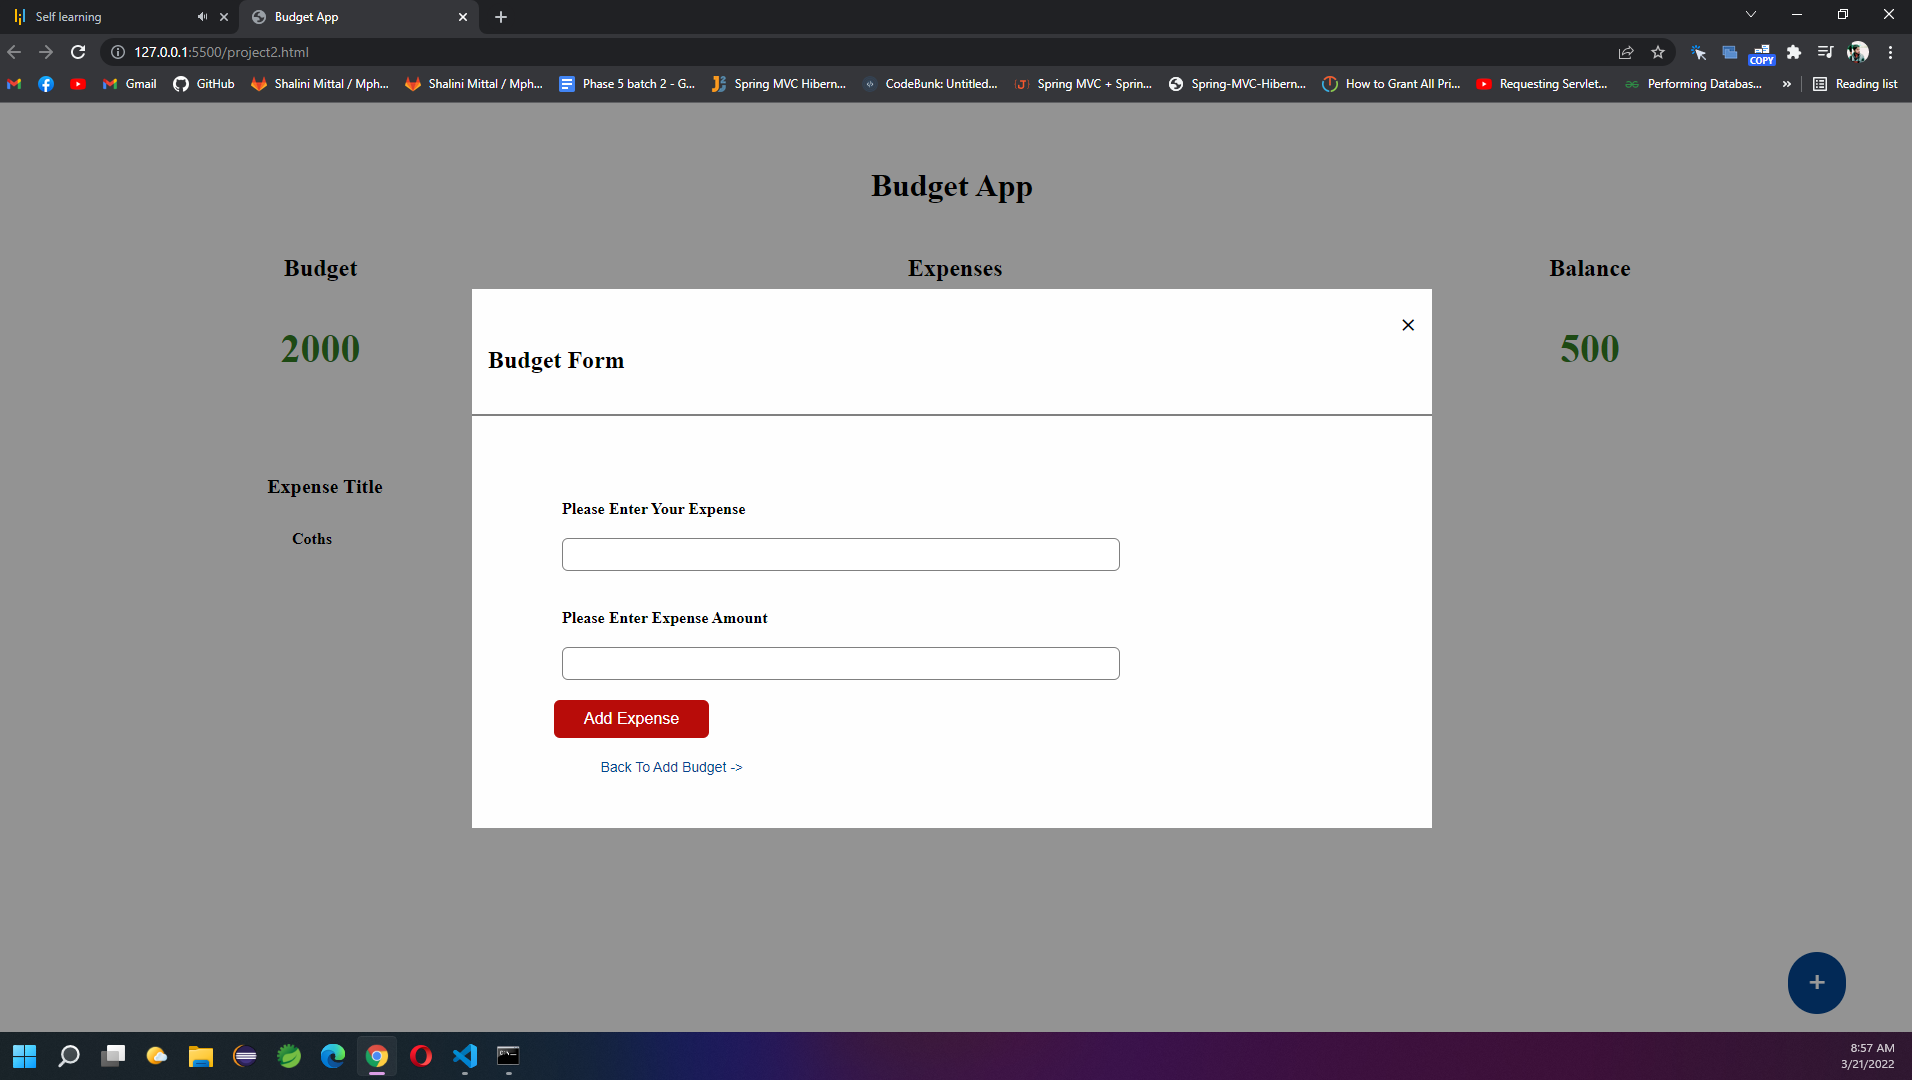 Self learning
Budget App
127.0.0.1:5500/project2.html
COPY
Gmail
GitHub
Shalini Mittal / Mph...
Shalini Mittal / Mph...
Phase 5 batch 2 - G...
Spring MVC Hibern...
CodeBunk: Untitled...
Spring MVC + Sprin...
Spring-MVC-Hibern...
How to Grant All Pri...
Requesting Servlet...
Performing Databas...
»
Reading list
Budget App
Budget
Expenses
Balance
2000
500
Budget Form
Expense Title
Coths
Please Enter Your Expense
Please Enter Expense Amount
Add Expense
Back To Add Budget ->
+
8:57 AM
3/21/2022